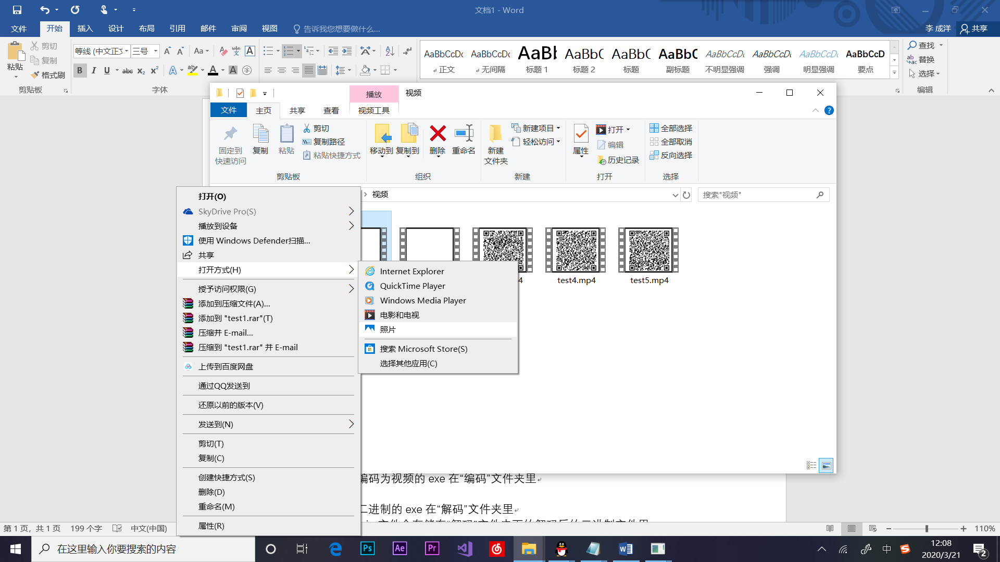 文档1 - Word
文件 开始 插入 设计 布局 引用 邮件 审阅 视图 告诉我您想要做什么... 李 成洋 共享
粘贴
剪切
复制
格式刷
剪贴板
等线 (中文正文 三号
Aa
wén
B I U abc X₂ X²
字体
AaBbCcDc AaBbCcDc AaBb AaBbC AaBbC AaBbC AaBbCcDc AaBbCcDc AaBbCcDc AaBbCcD
正文 无间隔 标题 1 标题 2 标题 副标题 不明显强调 强调 明显强调 要点
查找
替换
选择
编辑
播放 视频
文件 主页 共享 查看 视频工具
固定到
快速访问
复制
粘贴
剪切
复制路径
粘贴快捷方式
剪贴板
移动到 复制到 删除 重命名
组织
新建
文件夹
新建项目
轻松访问
新建
属性
打开
编辑
历史记录
打开
全部选择
全部取消
反向选择
选择
视频
搜索"视频"
4 test4.mp4 test5.mp4
打开(O)
SkyDrive Pro(S)
播放到设备
使用 Windows Defender扫描...
共享
打开方式(H)
授予访问权限(G)
添加到压缩文件(A)...
添加到 "test1.rar"(T)
压缩并 E-mail...
压缩到 "test1.rar" 并 E-mail
上传到百度网盘
通过QQ发送到
还原以前的版本(V)
发送到(N)
剪切(T)
复制(C)
创建快捷方式(S)
删除(D)
重命名(M)
属性(R)
Internet Explorer
QuickTime Player
Windows Media Player
电影和电视
照片
搜索 Microsoft Store(S)
选择其他应用(C)
编码为视频的 exe 在“编码”文件夹里
二进制的 exe 在“解码”文件夹里
第 1 页，共 1 页 199 个字 中文(中国) 110%
在这里输入你要搜索的内容
Ps Ae Pr
中
12:08
2020/3/21
2